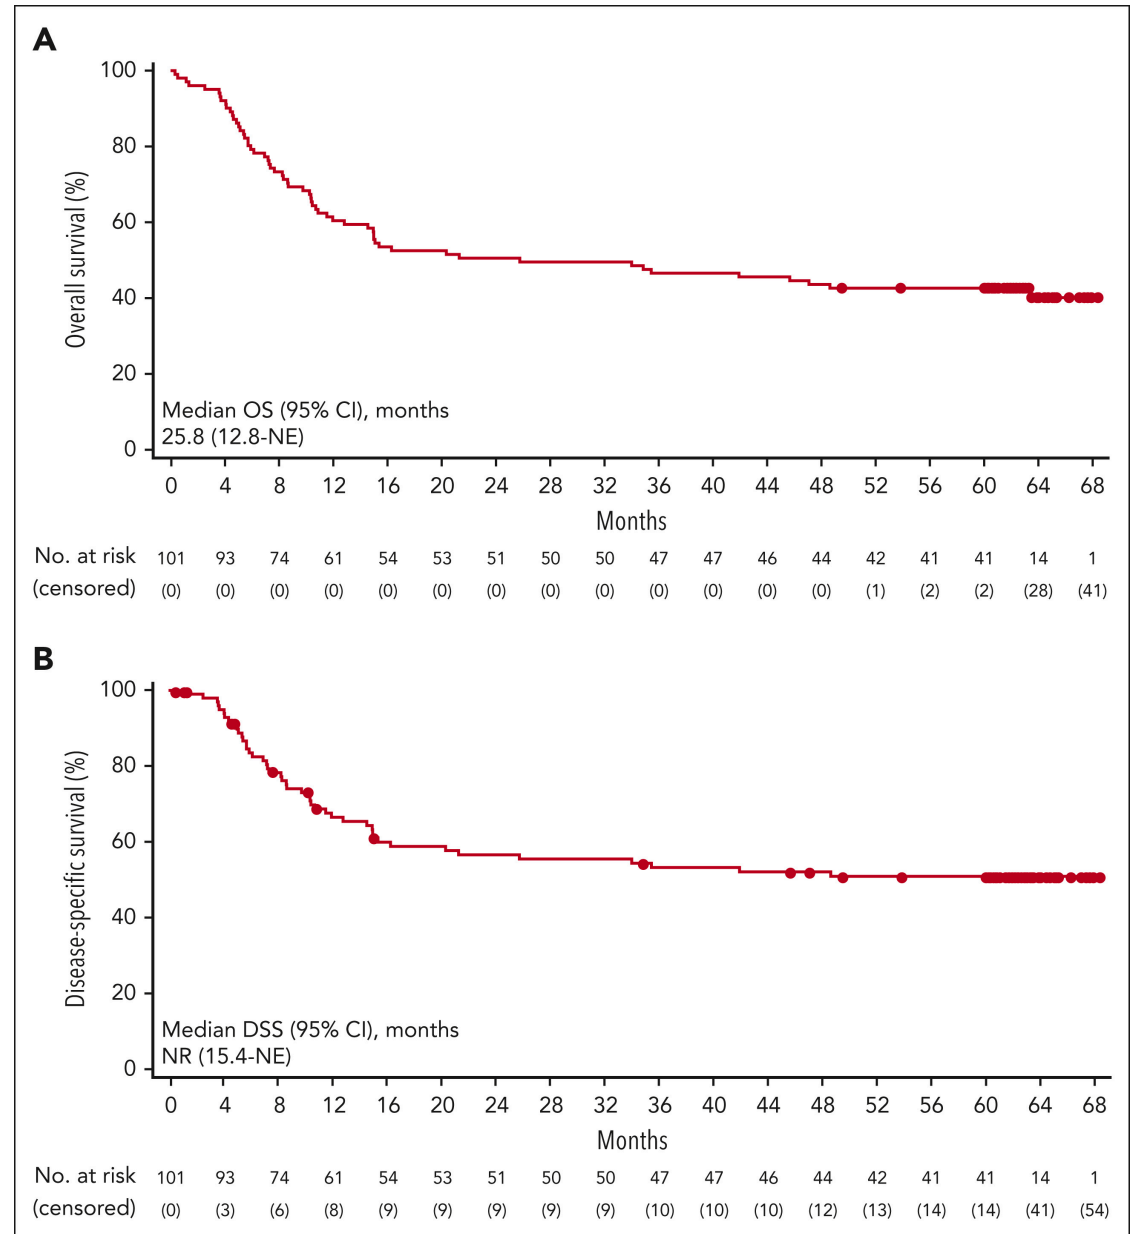 A
100
80
60
40
20
0
Overall survival (%)
Median OS (95% CI), months
25.8 (12.8-NE)
0 4 8 12 16 20 24 28 32 36 40 44 48 52 56 60 64 68
Months
No. at risk 101 93 74 61 54 53 51 50 50 47 47 46 44 42 41 41 14 1
(censored) (0) (0) (0) (0) (0) (0) (0) (0) (0) (0) (0) (0) (0) (1) (2) (2) (28) (41)
B
100
80
60
40
20
0
Disease-specific survival (%)
Median DSS (95% CI), months
NR (15.4-NE)
0 4 8 12 16 20 24 28 32 36 40 44 48 52 56 60 64 68
Months
No. at risk 101 93 74 61 54 53 51 50 50 47 47 46 44 42 41 41 14 1
(censored) (0) (3) (6) (8) (9) (9) (9) (9) (9) (10) (10) (10) (12) (13) (14) (14) (41) (54)